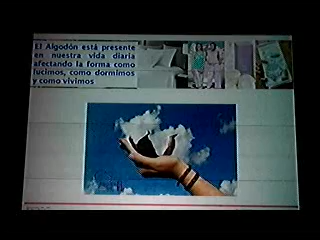 El Algodón está presente
en nuestra vida diaria
afectando la forma como
lucimos, como dormimos
y como vivimos